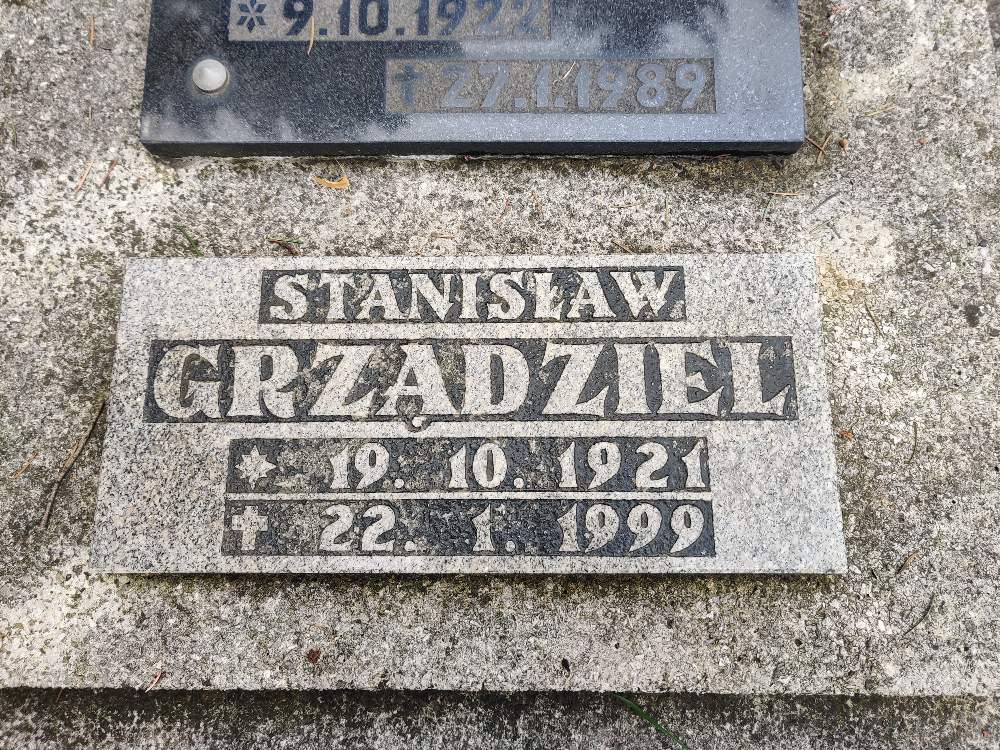 * 9.10.1922
† 27.1.1989
STANISŁAW
GRZĄDZIEL
* 19. 10. 1921
† 22. 1. 1999